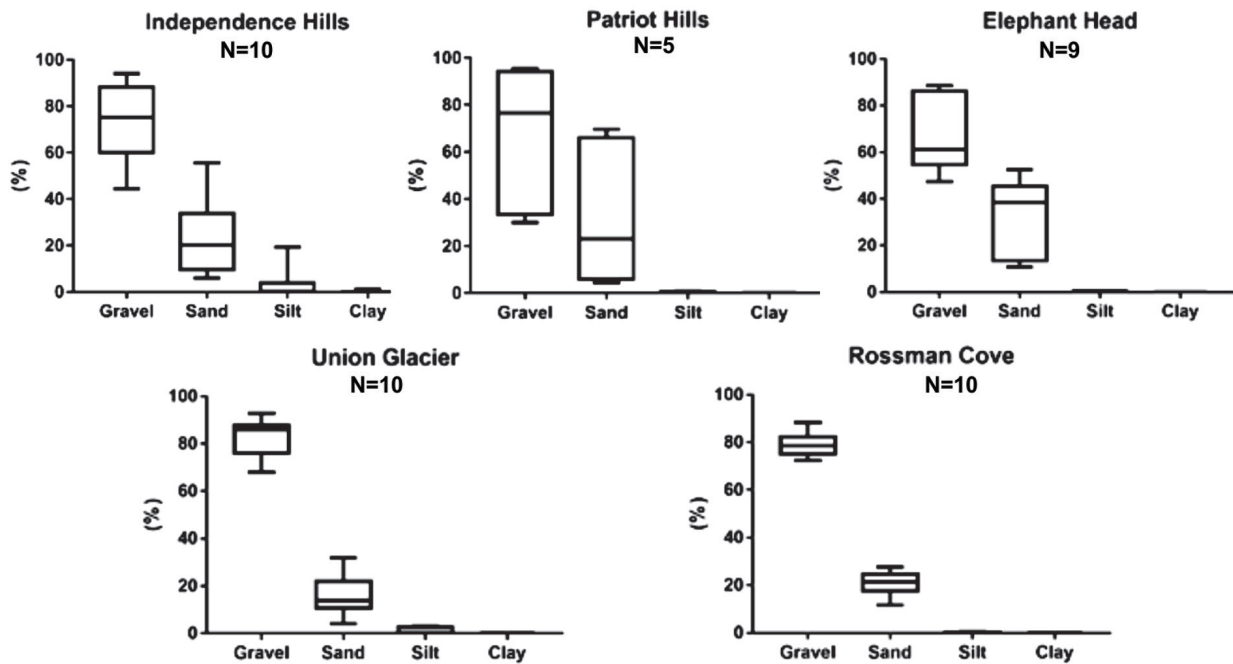 Independence Hills
N=10
(%)
100
80
60
40
20
0
Gravel Sand Silt Clay
Patriot Hills
N=5
(%)
100
80
60
40
20
0
Gravel Sand Silt Clay
Elephant Head
N=9
(%)
100
80
60
40
20
0
Gravel Sand Silt Clay
Union Glacier
N=10
(%)
100
80
60
40
20
0
Gravel Sand Silt Clay
Rossman Cove
N=10
(%)
100
80
60
40
20
0
Gravel Sand Silt Clay